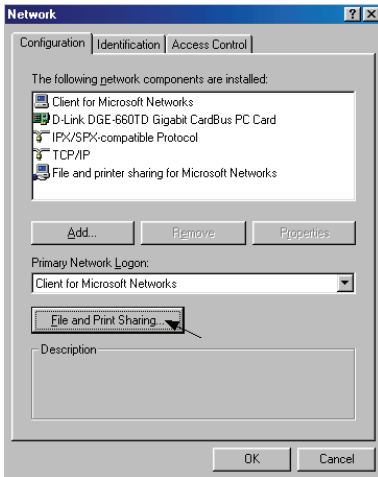 Network
Configuration Identification Access Control
The following network components are installed:
Client for Microsoft Networks
D-Link DGE-660TD Gigabit CardBus PC Card
IPX/SPX-compatible Protocol
TCP/IP
File and printer sharing for Microsoft Networks
Add... Remove Properties
Primary Network Logon:
Client for Microsoft Networks
File and Print Sharing...
Description
OK Cancel